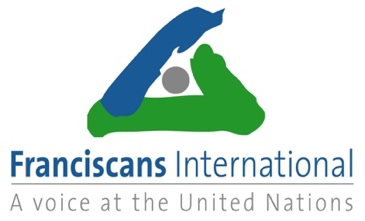 Franciscans International
A voice at the United Nations